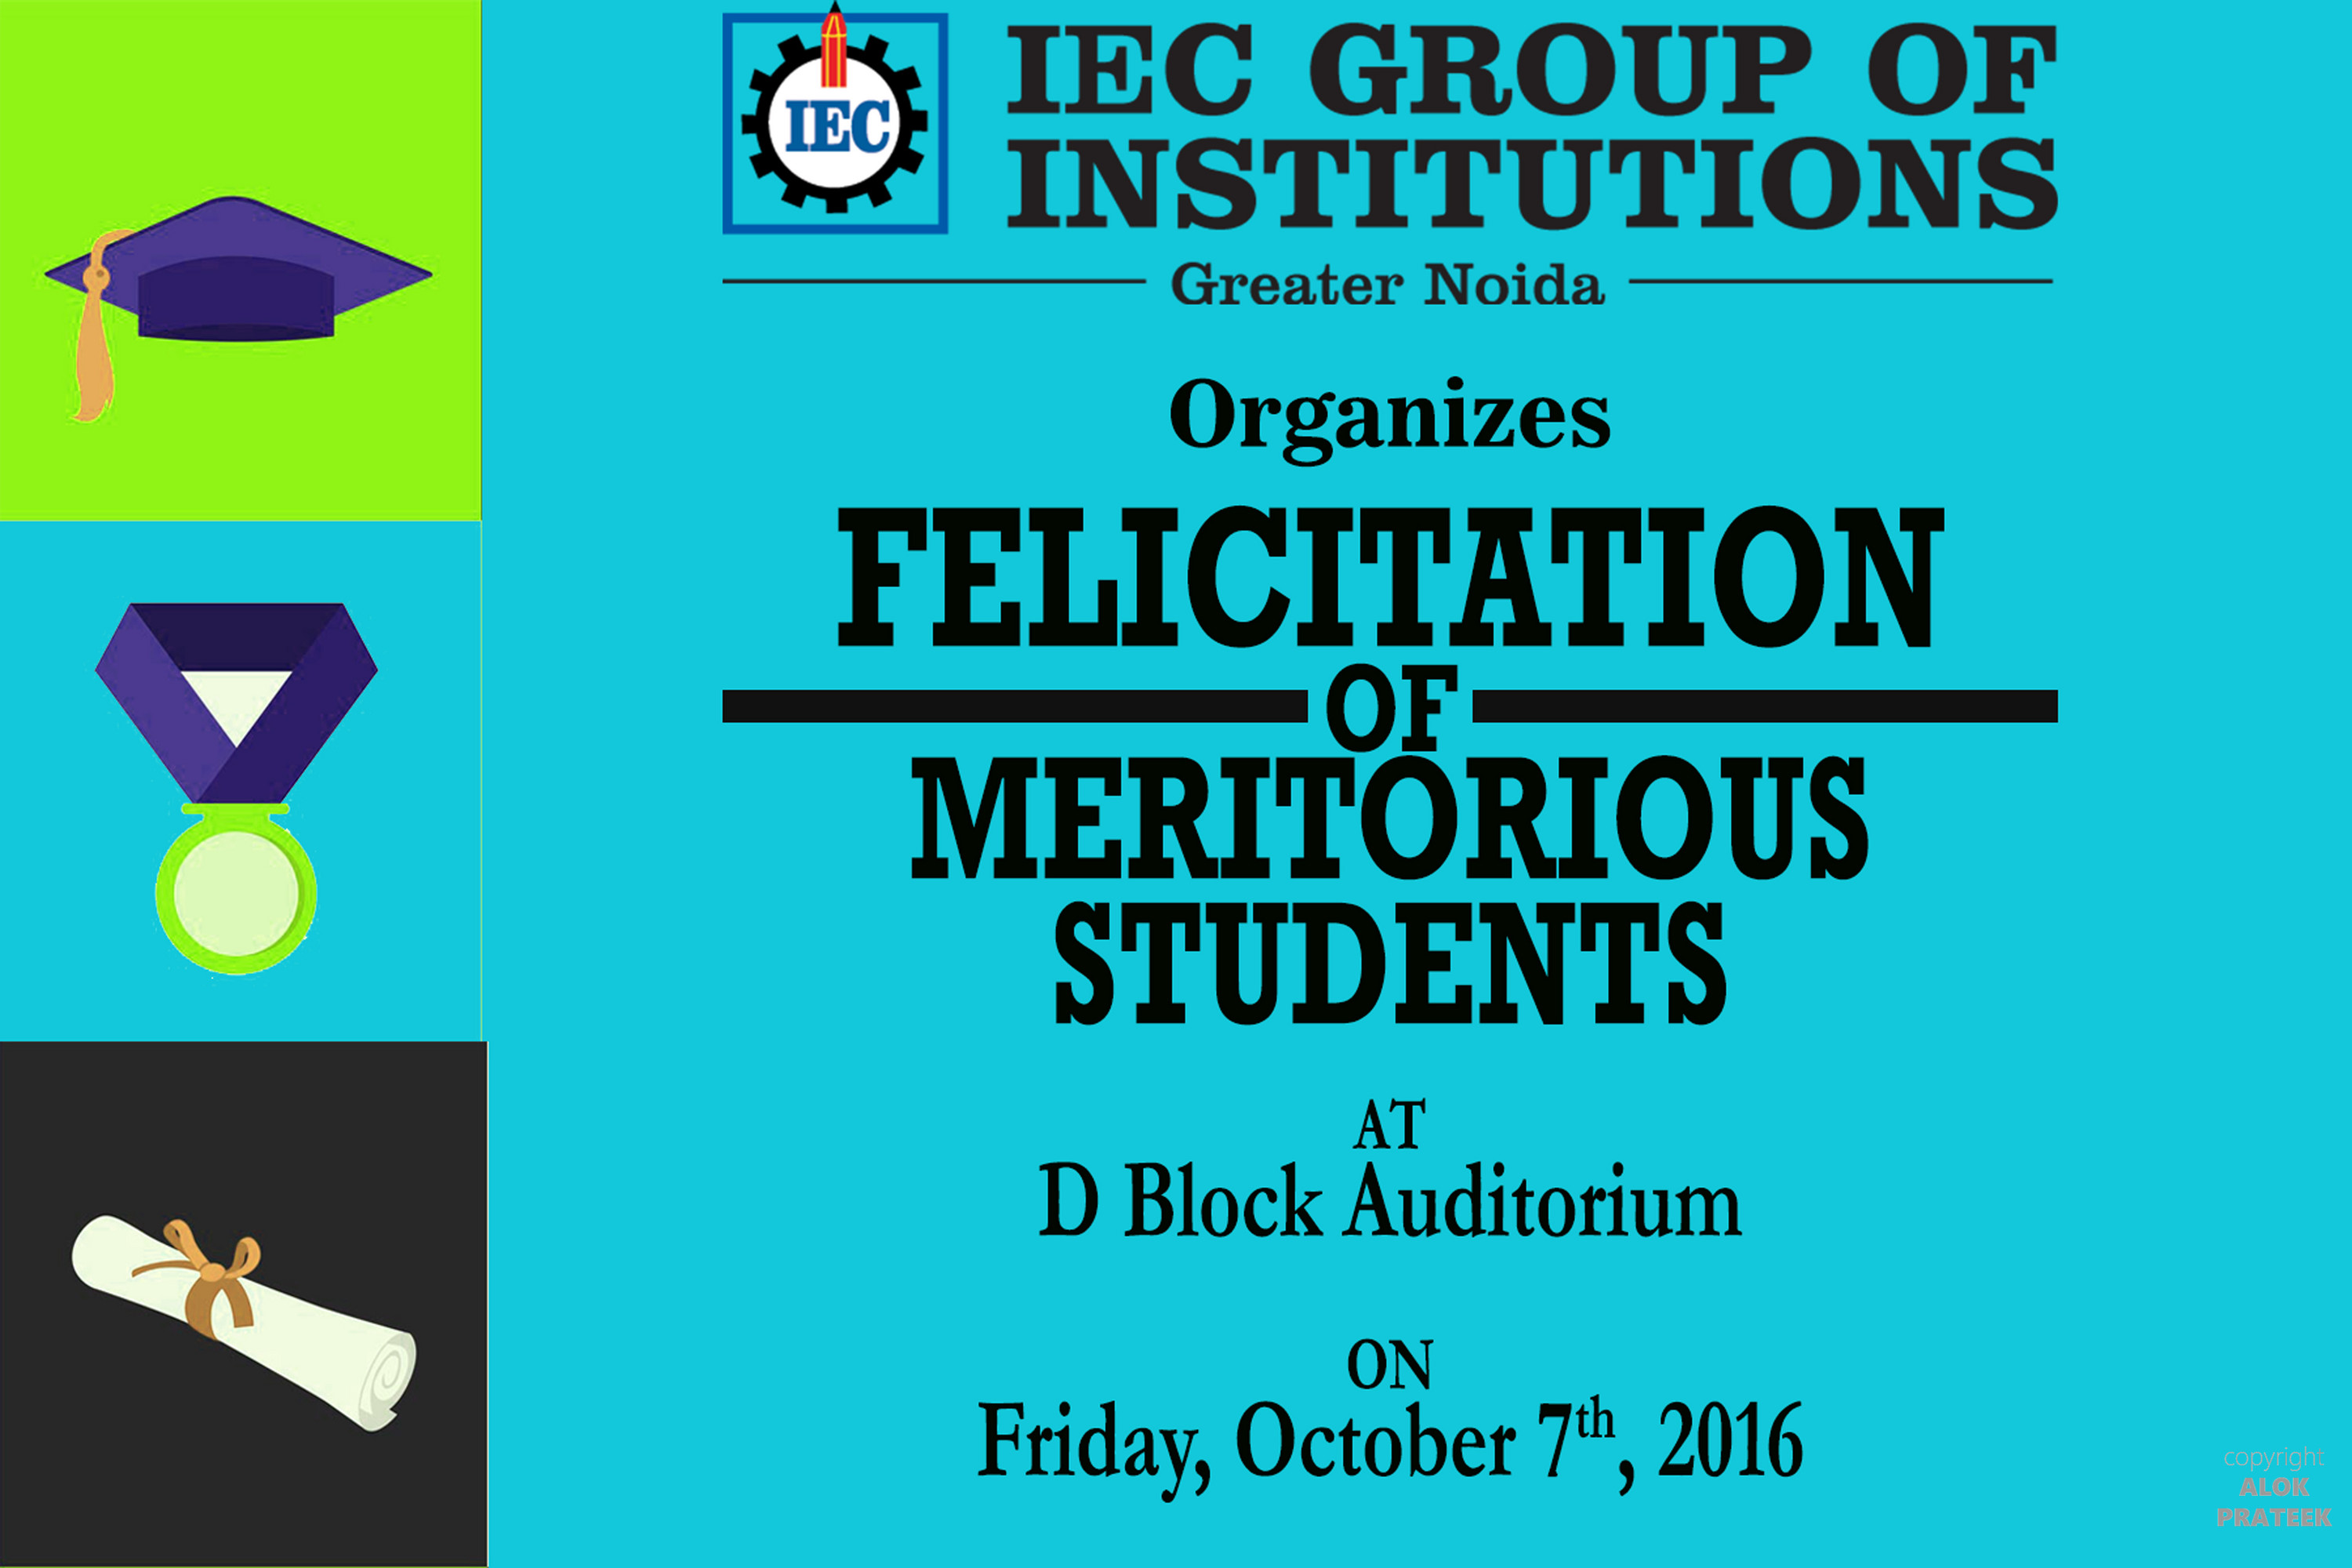 IEC
IEC GROUP OF
INSTITUTIONS
Greater Noida
Organizes
FELICITATION
OF
MERITORIOUS
STUDENTS
AT
D Block Auditorium
ON
Friday, October 7th, 2016
copyright
ALOK
PRATEEK